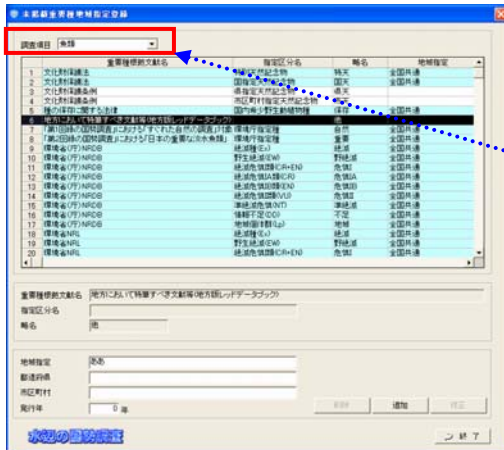 未掲載重要種地域指定登録
調査項目 魚類
重要種根拠文献名 指定区分名 略名 地域指定
1 文化財保護法 特別天然記念物 特天 全国共通
2 文化財保護法 国指定天然記念物 国天 全国共通
3 文化財保護条例 県指定天然記念物 県天
4 文化財保護条例 市区町村指定天然記念物
5 種の保存に関する法律 国内希少野生動植物種 保存 全国共通
6 地方において特筆すべき文献等(地方版レッドデータブック) 他
7 「第1回緑の国勢調査」における「すぐれた自然の調査」対象 環境庁指定種 自然 全国共通
8 「第2回緑の国勢調査」における「日本の重要な淡水魚類」 環境庁指定種 重要 全国共通
9 環境省(庁)NRDB 絶滅種(Ex) 絶滅 全国共通
10 環境省(庁)NRDB 野生絶滅(EW) 野絶滅 全国共通
11 環境省(庁)NRDB 絶滅危惧I類(CR+EN) 危惧I 全国共通
12 環境省(庁)NRDB 絶滅危惧IA類(CR) 危惧IA 全国共通
13 環境省(庁)NRDB 絶滅危惧IB類(EN) 危惧IB 全国共通
14 環境省(庁)NRDB 絶滅危惧II類(VU) 危惧II 全国共通
15 環境省(庁)NRDB 準絶滅危惧(NT) 準絶滅 全国共通
16 環境省(庁)NRDB 情報不足(DD) 不足 全国共通
17 環境省(庁)NRDB 地域個体群(Lp) 地域 全国共通
18 環境省NRL 絶滅種(Ex) 絶滅 全国共通
19 環境省NRL 野生絶滅(EW) 野絶滅 全国共通
20 環境省NRL 絶滅危惧I類(CR+EN) 危惧I 全国共通
重要種根拠文献名 地方において特筆すべき文献等(地方版レッドデータブック)
指定区分名
略名 他
地域指定 ああ
都道府県
市区町村
発行年 0 年
削除 追加 修正
水辺の国勢調査
終 了